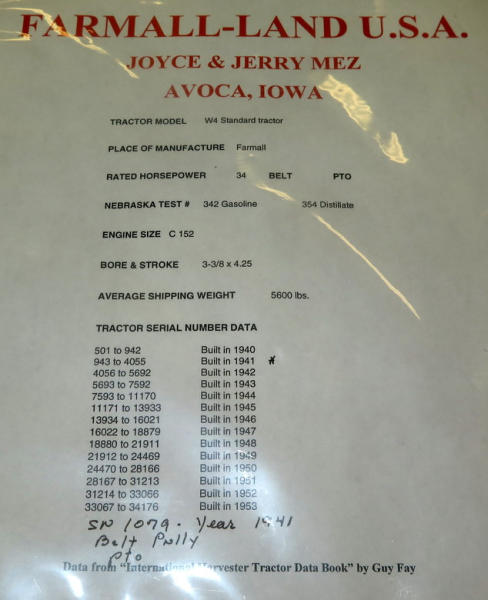 FARMALL-LAND U.S.A.
JOYCE & JERRY MEZ
AVOCA, IOWA
TRACTOR MODEL W4 Standard tractor
PLACE OF MANUFACTURE Farmall
RATED HORSEPOWER 34 BELT PTO
NEBRASKA TEST # 342 Gasoline 354 Distillate
ENGINE SIZE C 152
BORE & STROKE 3-3/8 x 4.25
AVERAGE SHIPPING WEIGHT 5600 lbs.
TRACTOR SERIAL NUMBER DATA
501 to 942 Built in 1940
943 to 4055 Built in 1941 *
4056 to 5692 Built in 1942
5693 to 7592 Built in 1943
7593 to 11170 Built in 1944
11171 to 13933 Built in 1945
13934 to 16021 Built in 1946
16022 to 18879 Built in 1947
18880 to 21911 Built in 1948
21912 to 24469 Built in 1949
24470 to 28166 Built in 1950
28167 to 31213 Built in 1951
31214 to 33066 Built in 1952
33067 to 34176 Built in 1953
SN 1079. Year 1941
Belt Pully
Pto
Data from "International Harvester Tractor Data Book" by Guy Fay